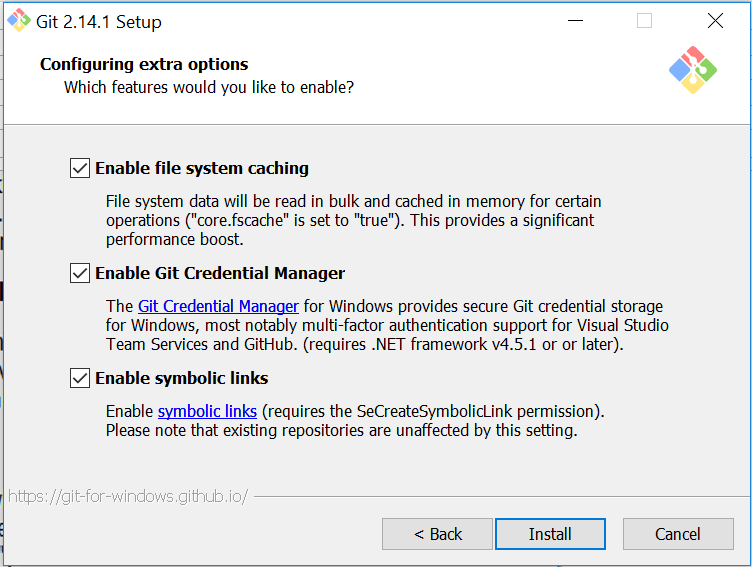 Git 2.14.1 Setup
Configuring extra options
Which features would you like to enable?
Enable file system caching
File system data will be read in bulk and cached in memory for certain
operations ("core.fscache" is set to "true"). This provides a significant
performance boost.
Enable Git Credential Manager
The Git Credential Manager for Windows provides secure Git credential storage
for Windows, most notably multi-factor authentication support for Visual Studio
Team Services and GitHub. (requires .NET framework v4.5.1 or or later).
Enable symbolic links
Enable symbolic links (requires the SeCreateSymbolicLink permission).
Please note that existing repositories are unaffected by this setting.
https://git-for-windows.github.io/
< Back
Install
Cancel